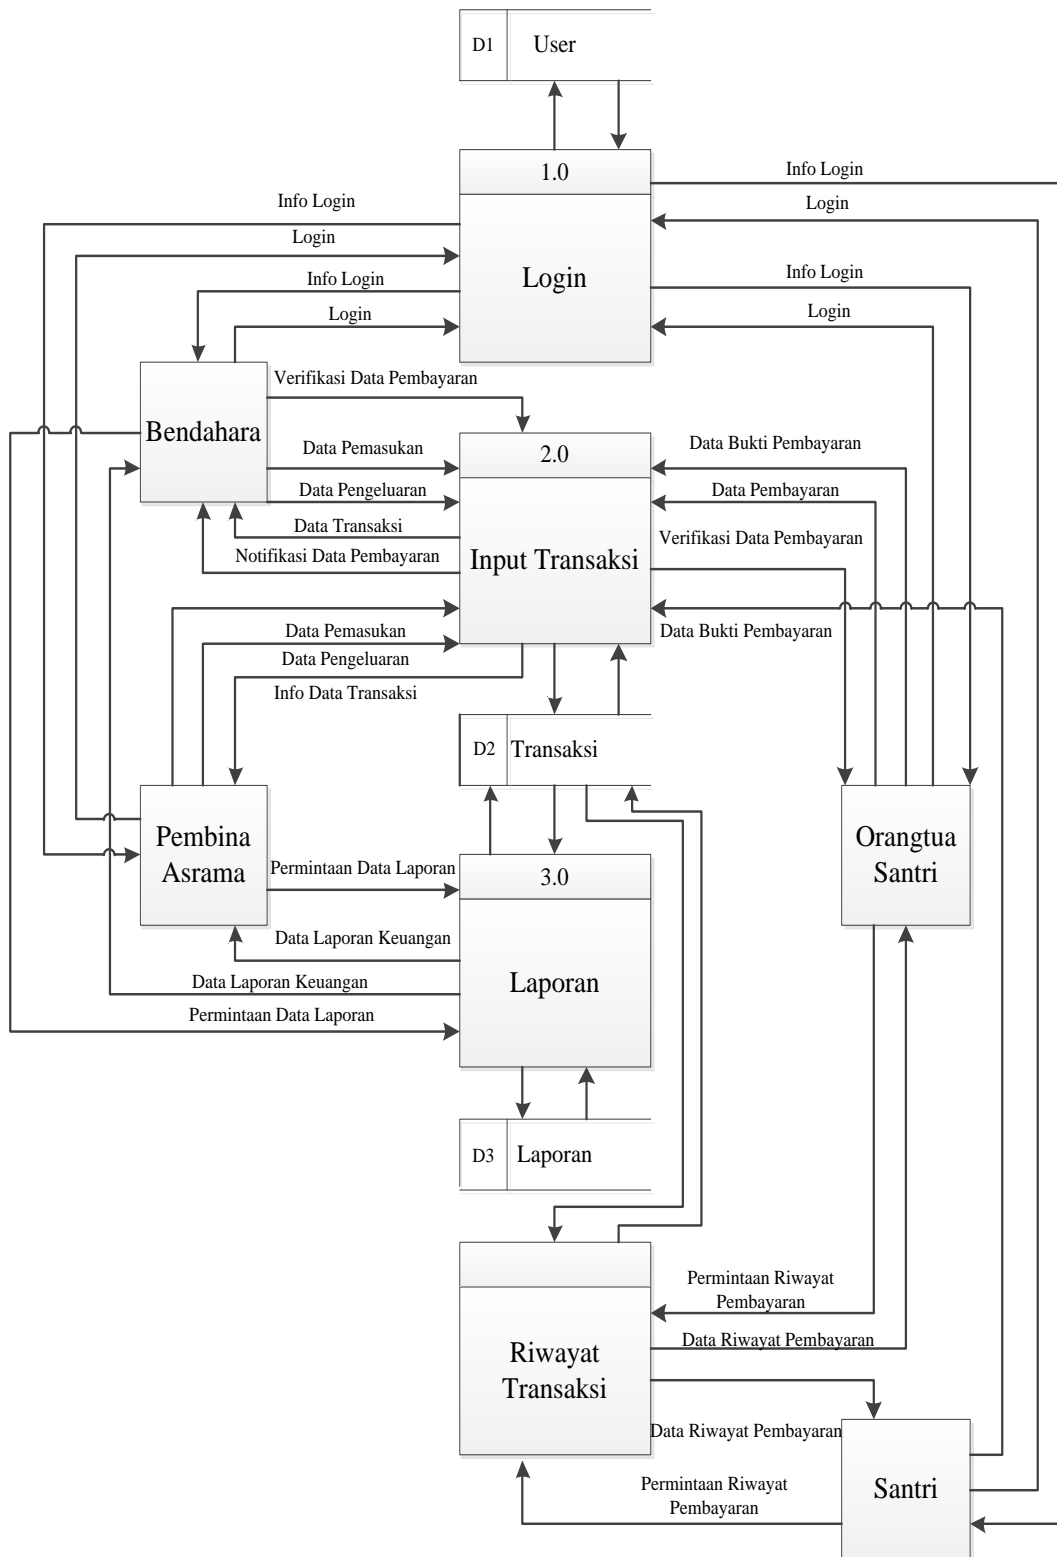 D1
User
1.0
Info Login
Login
Info Login
Login
Login
Info Login
Info Login
Login
Login
Verifikasi Data Pembayaran
Bendahara
2.0
Data Pemasukan
Data Bukti Pembayaran
Data Pengeluaran
Data Pembayaran
Data Transaksi
Verifikasi Data Pembayaran
Notifikasi Data Pembayaran
Input Transaksi
Data Pemasukan
Data Bukti Pembayaran
Data Pengeluaran
Info Data Transaksi
D2
Transaksi
Pembina
Asrama
Orangtua
Santri
Permintaan Data Laporan
3.0
Data Laporan Keuangan
Data Laporan Keuangan
Laporan
Permintaan Data Laporan
D3
Laporan
Permintaan Riwayat
Pembayaran
Data Riwayat Pembayaran
Riwayat
Transaksi
Data Riwayat Pembayaran
Permintaan Riwayat
Pembayaran
Santri